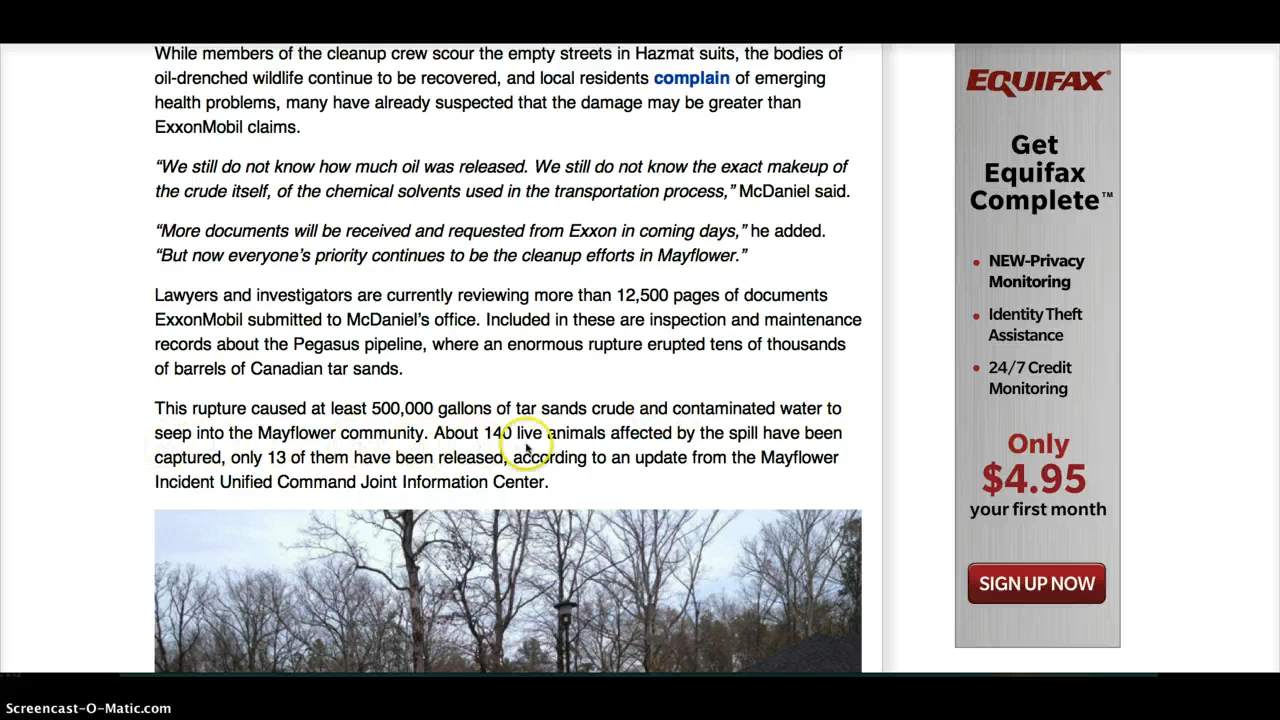 While members of the cleanup crew scour the empty streets in Hazmat suits, the bodies of
oil-drenched wildlife continue to be recovered, and local residents complain of emerging
health problems, many have already suspected that the damage may be greater than
ExxonMobil claims.
“We still do not know how much oil was released. We still do not know the exact makeup of
the crude itself, of the chemical solvents used in the transportation process,” McDaniel said.
“More documents will be received and requested from Exxon in coming days,” he added.
“But now everyone’s priority continues to be the cleanup efforts in Mayflower.”
Lawyers and investigators are currently reviewing more than 12,500 pages of documents
ExxonMobil submitted to McDaniel’s office. Included in these are inspection and maintenance
records about the Pegasus pipeline, where an enormous rupture erupted tens of thousands
of barrels of Canadian tar sands.
This rupture caused at least 500,000 gallons of tar sands crude and contaminated water to
seep into the Mayflower community. About 140 live animals affected by the spill have been
captured, only 13 of them have been released, according to an update from the Mayflower
Incident Unified Command Joint Information Center.
EQUIFAX®
Get
Equifax
Complete™
• NEW-Privacy
Monitoring
• Identity Theft
Assistance
• 24/7 Credit
Monitoring
Only
$4.95
your first month
SIGN UP NOW
Screencast-O-Matic.com